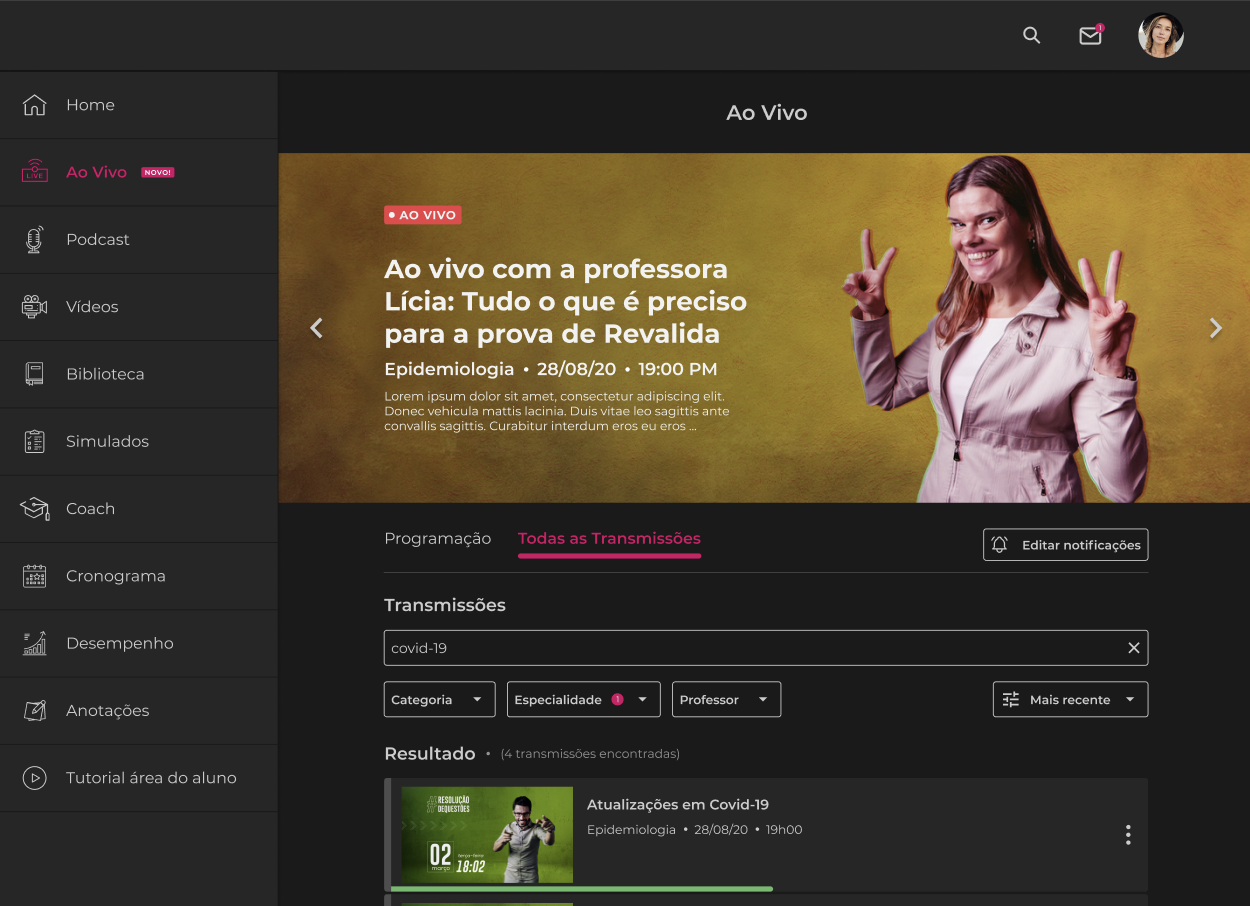 1
Home
LIVE
Ao Vivo
NOVO!
Podcast
Vídeos
Biblioteca
Simulados
Coach
Cronograma
Desempenho
Anotações
Tutorial área do aluno
Ao Vivo
AO VIVO
Ao vivo com a professora
Lícia: Tudo o que é preciso
para a prova de Revalida
Epidemiologia • 28/08/20 • 19:00 PM
Lorem ipsum dolor sit amet, consectetur adipiscing elit.
Donec vehicula mattis lacinia. Duis vitae leo sagittis ante
convallis sagittis. Curabitur interdum eros eu eros ...
Programação
Todas as Transmissões
Editar notificações
Transmissões
covid-19
Categoria
Especialidade 1
Professor
Mais recente
Resultado • (4 transmissões encontradas)
#RESOLUÇÃO
DEQUESTÕES
02
março
terça-feira
18:02
Atualizações em Covid-19
Epidemiologia • 28/08/20 • 19h00